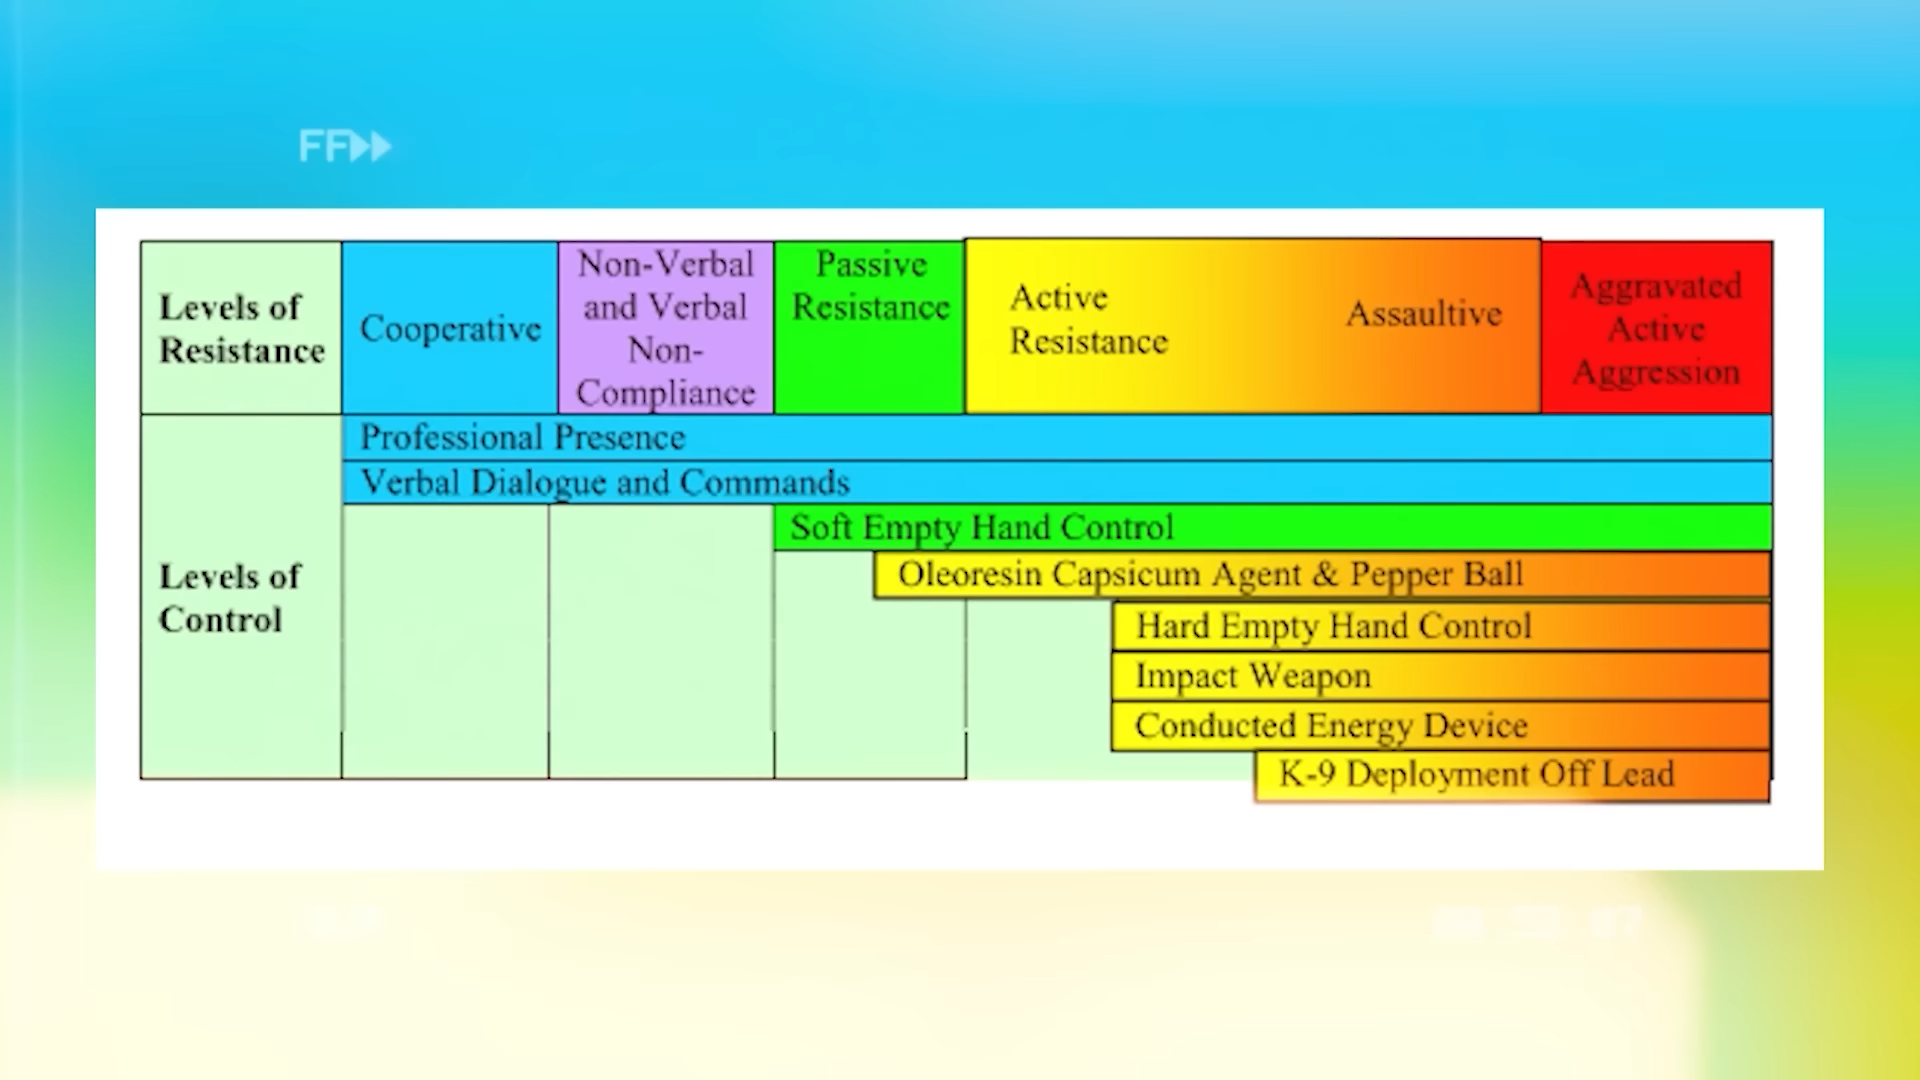 FF
Levels of
Resistance
Cooperative
Non-Verbal
and Verbal
Non-
Compliance
Passive
Resistance
Active
Resistance
Assaultive
Aggravated
Active
Aggression
Levels of
Control
Professional Presence
Verbal Dialogue and Commands
Soft Empty Hand Control
Oleoresin Capsicum Agent & Pepper Ball
Hard Empty Hand Control
Impact Weapon
Conducted Energy Device
K-9 Deployment Off Lead